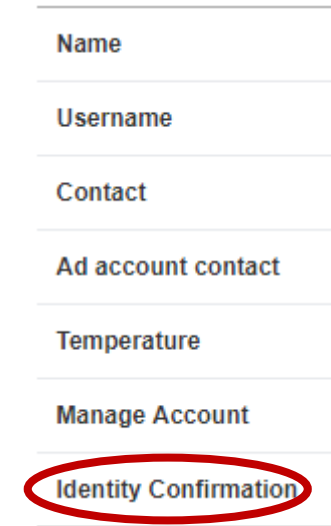 Name
Username
Contact
Ad account contact
Temperature
Manage Account
Identity Confirmation